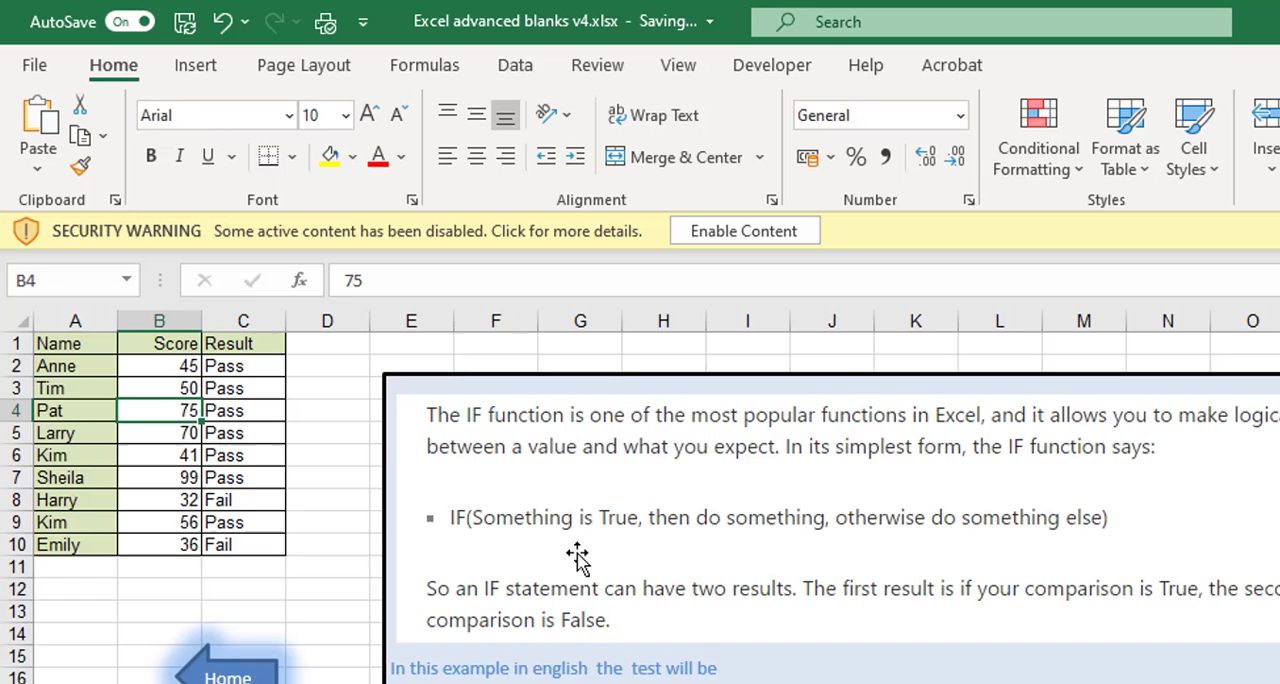 AutoSave On Excel advanced blanks v4.xlsx - Saving... Search
File Home Insert Page Layout Formulas Data Review View Developer Help Acrobat
Arial 10 A^ A˅ Wrap Text General
Paste B I U A Merge & Center % Conditional Formatting Format as Table Cell Styles Inse
Clipboard Font Alignment Number Styles
SECURITY WARNING Some active content has been disabled. Click for more details. Enable Content
B4 fx 75
A B C D E F G H I J K L M N O
1 Name Score Result
2 Anne 45 Pass
3 Tim 50 Pass
4 Pat 75 Pass
5 Larry 70 Pass
6 Kim 41 Pass
7 Sheila 99 Pass
8 Harry 32 Fail
9 Kim 56 Pass
10 Emily 36 Fail
11
12
13
14
15
16
Home
The IF function is one of the most popular functions in Excel, and it allows you to make logica
between a value and what you expect. In its simplest form, the IF function says:
▪ IF(Something is True, then do something, otherwise do something else)
So an IF statement can have two results. The first result is if your comparison is True, the seco
comparison is False.
In this example in english the test will be